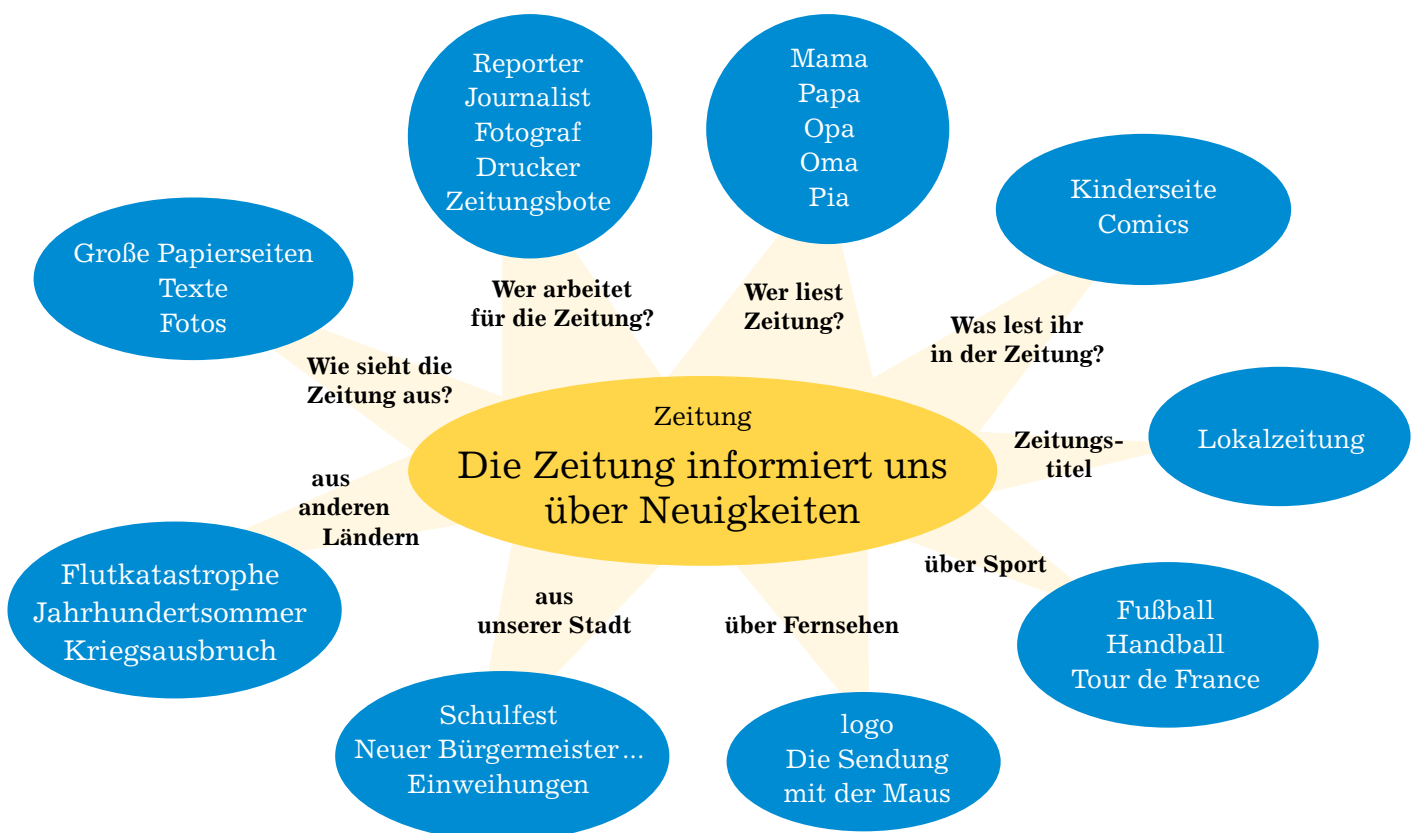 Reporter
Journalist
Fotograf
Drucker
Zeitungsbote
Mama
Papa
Opa
Oma
Pia
Kinderseite
Comics
Große Papierseiten
Texte
Fotos
Wer arbeitet
für die Zeitung?
Wer liest
Zeitung?
Was lest ihr
in der Zeitung?
Wie sieht die
Zeitung aus?
Zeitung
Die Zeitung informiert uns
über Neuigkeiten
Zeitungs-
titel
Lokalzeitung
aus
anderen
Ländern
Flutkatastrophe
Jahrhundertsommer
Kriegsausbruch
aus
unserer Stadt
über Fernsehen
über Sport
Fußball
Handball
Tour de France
Schulfest
Neuer Bürgermeister...
Einweihungen
logo
Die Sendung
mit der Maus